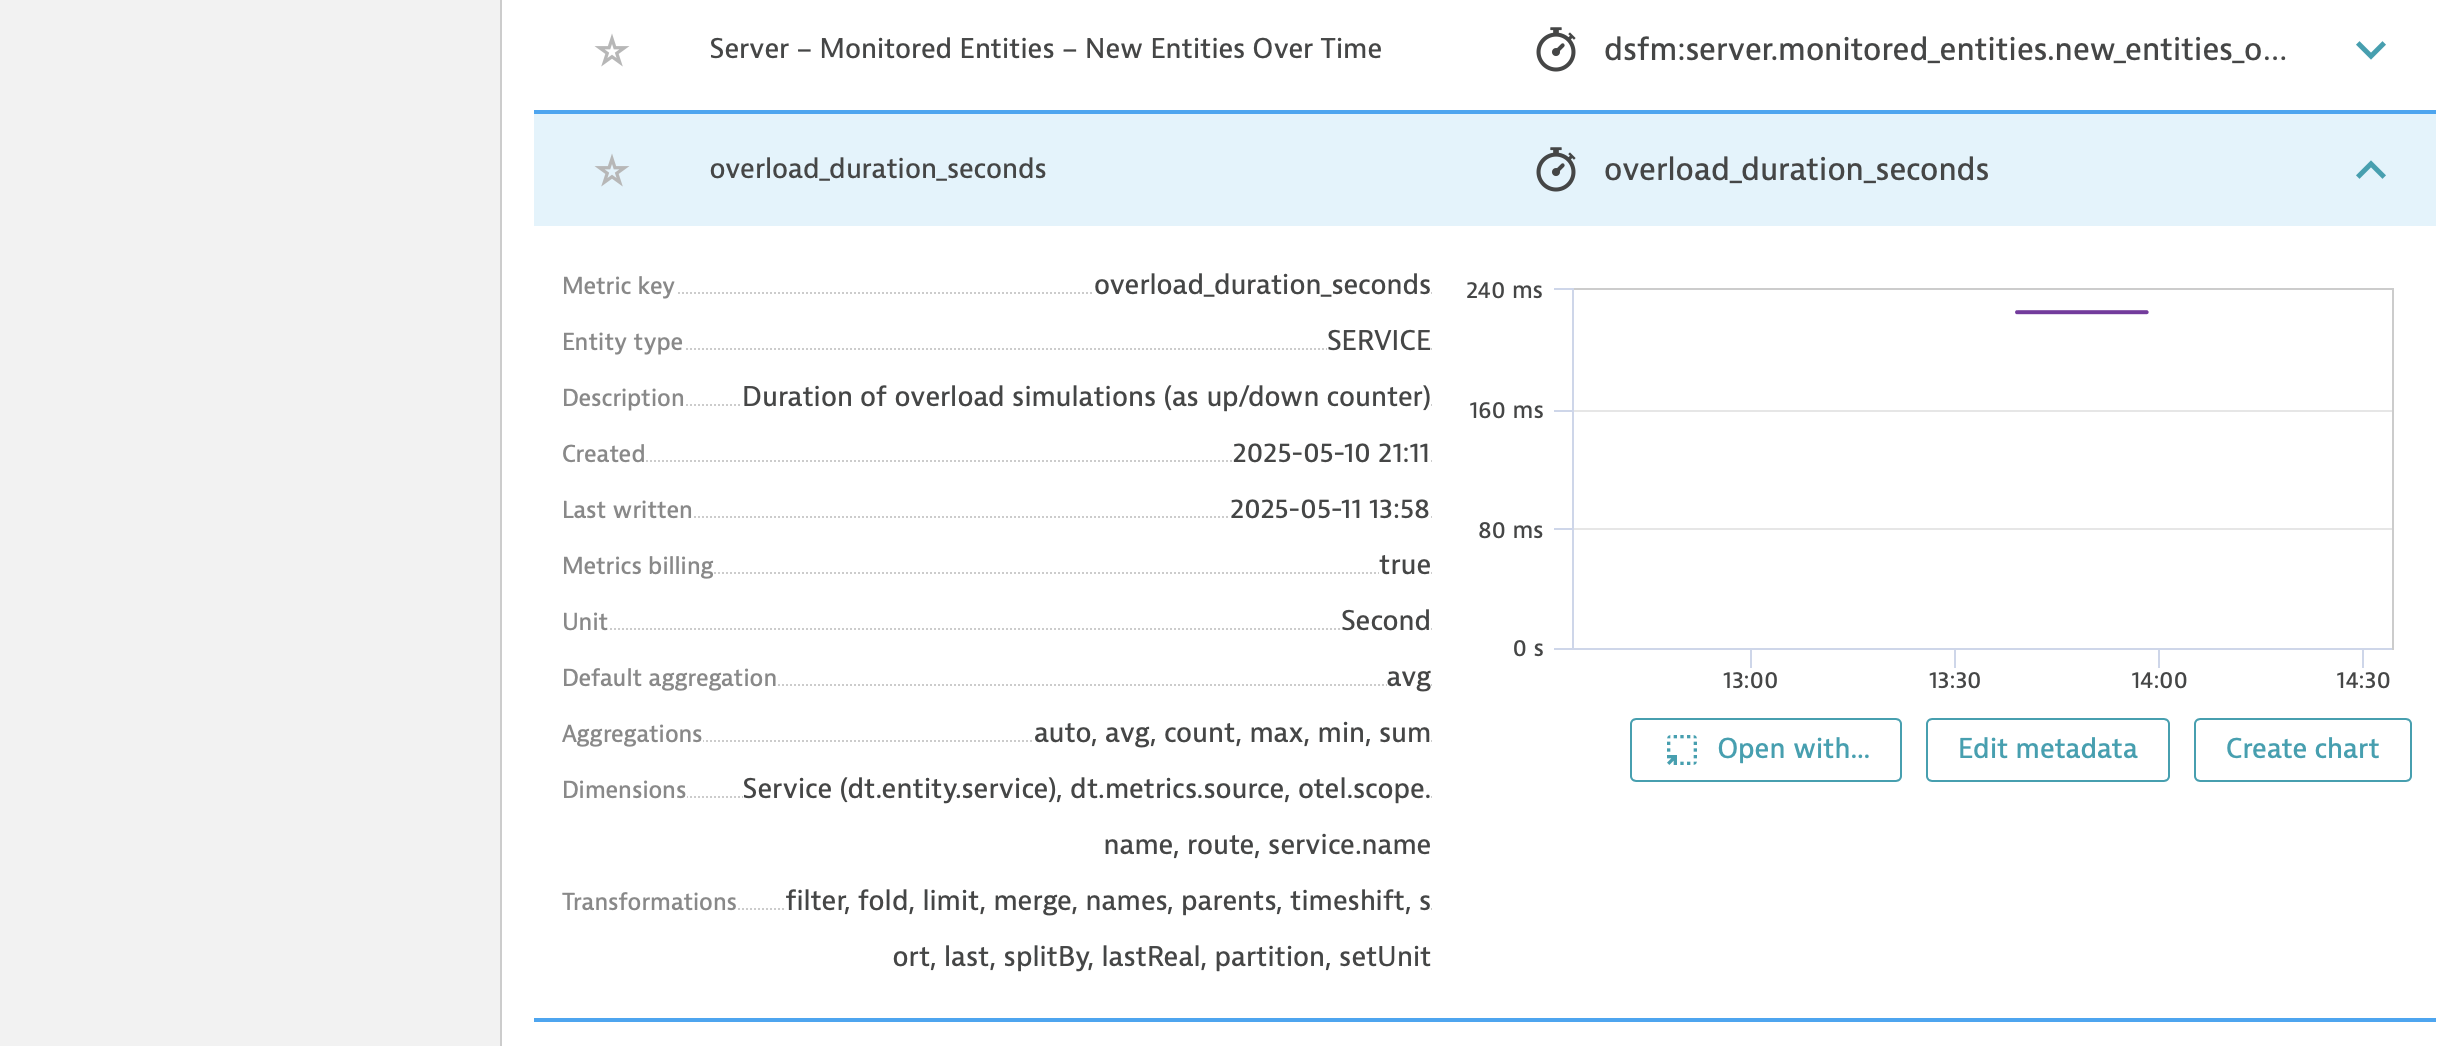 Server – Monitored Entities – New Entities Over Time
dsfm:server.monitored_entities.new_entities_o...
overload_duration_seconds
overload_duration_seconds
Metric key overload_duration_seconds
Entity type SERVICE
Description Duration of overload simulations (as up/down counter)
Created 2025-05-10 21:11
Last written 2025-05-11 13:58
Metrics billing true
Unit Second
Default aggregation avg
Aggregations auto, avg, count, max, min, sum
Dimensions Service (dt.entity.service), dt.metrics.source, otel.scope.
name, route, service.name
Transformations filter, fold, limit, merge, names, parents, timeshift, s
ort, last, splitBy, lastReal, partition, setUnit
240 ms
160 ms
80 ms
0 s
13:00 13:30 14:00 14:30
Open with... Edit metadata Create chart